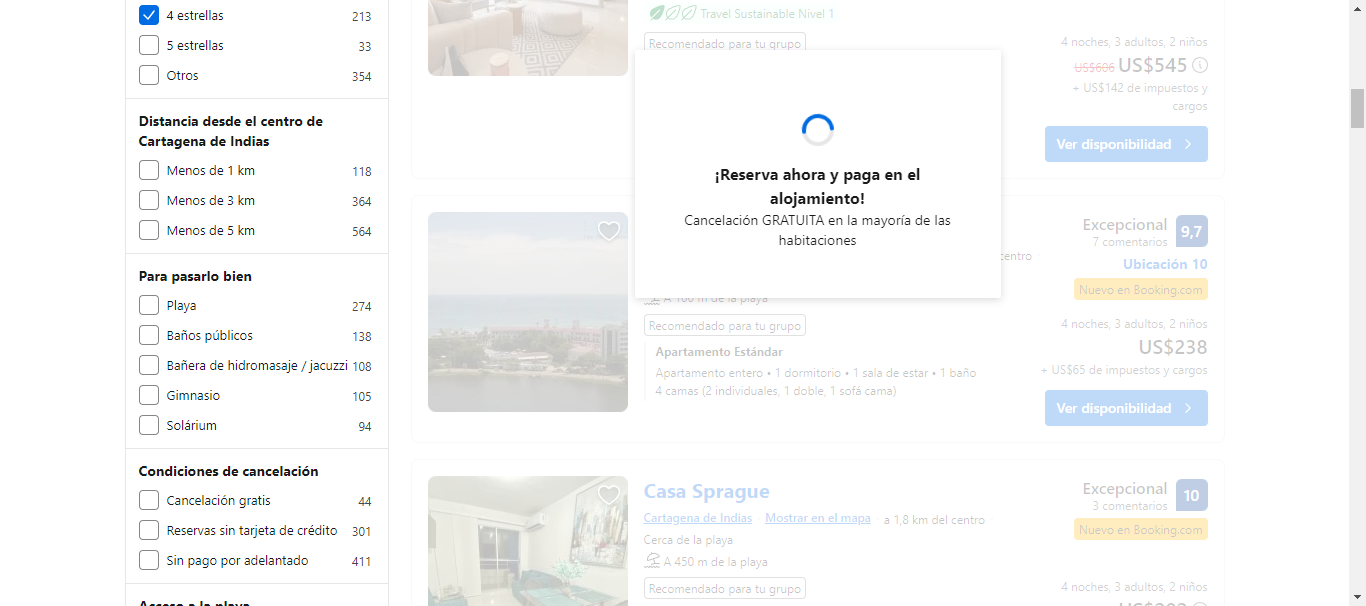 4 estrellas 213
5 estrellas 33
Otros 354
Distancia desde el centro de
Cartagena de Indias
Menos de 1 km 118
Menos de 3 km 364
Menos de 5 km 564
Para pasarlo bien
Playa 274
Baños públicos 138
Bañera de hidromasaje / jacuzzi 108
Gimnasio 105
Solárium 94
Condiciones de cancelación
Cancelación gratis 44
Reservas sin tarjeta de crédito 301
Sin pago por adelantado 411
Acceso a la playa
Travel Sustainable Nivel 1
Recomendado para tu grupo
4 noches, 3 adultos, 2 niños
US$606 US$545
+ US$142 de impuestos y
cargos
Ver disponibilidad
¡Reserva ahora y paga en el
alojamiento!
Cancelación GRATUITA en la mayoría de las
habitaciones
Excepcional 9,7
7 comentarios
centro
Ubicación 10
Nuevo en Booking.com
A 100 m de la playa
Recomendado para tu grupo
Apartamento Estándar
Apartamento entero • 1 dormitorio • 1 sala de estar • 1 baño
4 camas (2 individuales, 1 doble, 1 sofá cama)
4 noches, 3 adultos, 2 niños
US$238
+ US$65 de impuestos y cargos
Ver disponibilidad
Casa Sprague
Cartagena de Indias Mostrar en el mapa a 1,8 km del centro
Cerca de la playa
A 450 m de la playa
Recomendado para tu grupo
Excepcional 10
3 comentarios
Nuevo en Booking.com
4 noches, 3 adultos, 2 niños